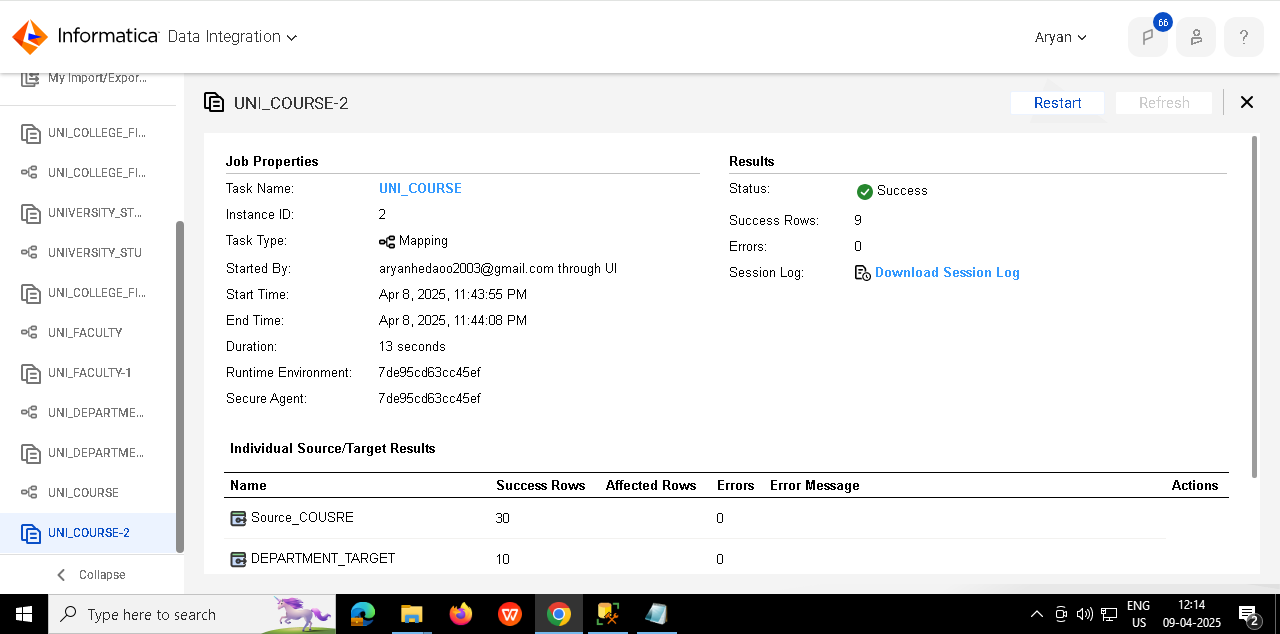 Informatica Data Integration
Aryan
66
?
My Import/Expor...
UNI_COLLEGE_FI...
UNI_COLLEGE_FI...
UNIVERSITY_ST...
UNIVERSITY_STU
UNI_COLLEGE_FI...
UNI_FACULTY
UNI_FACULTY-1
UNI_DEPARTME...
UNI_DEPARTME...
UNI_COURSE
UNI_COURSE-2
Collapse
UNI_COURSE-2
Restart
Refresh
Job Properties
Task Name: UNI_COURSE
Instance ID: 2
Task Type: Mapping
Started By: aryanhedaoo2003@gmail.com through UI
Start Time: Apr 8, 2025, 11:43:55 PM
End Time: Apr 8, 2025, 11:44:08 PM
Duration: 13 seconds
Runtime Environment: 7de95cd63cc45ef
Secure Agent: 7de95cd63cc45ef
Results
Status: Success
Success Rows: 9
Errors: 0
Session Log: Download Session Log
Individual Source/Target Results
Name Success Rows Affected Rows Errors Error Message Actions
Source_COUSRE 30 0
DEPARTMENT_TARGET 10 0
Type here to search
W
ENG
US
12:14
09-04-2025
2